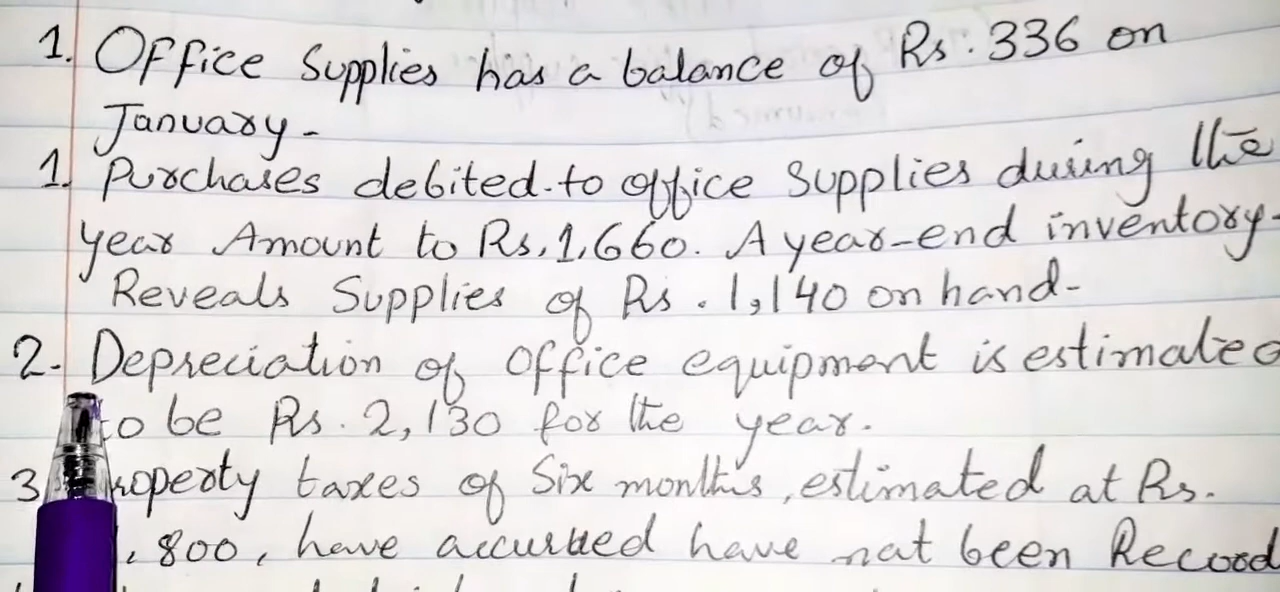 1. Office Supplies has a balance of Rs. 336 on
January-
1. Purchases debited to office Supplies during the
year Amount to Rs. 1,660. A year-end inventory-
Reveals Supplies of Rs. 1,140 on hand-
2. Depreciation of office equipment is estimated
to be Rs. 2,130 for the year.
3 roperty taxes of Six months, estimated at Rs.
,800, have accurued have nat been Record